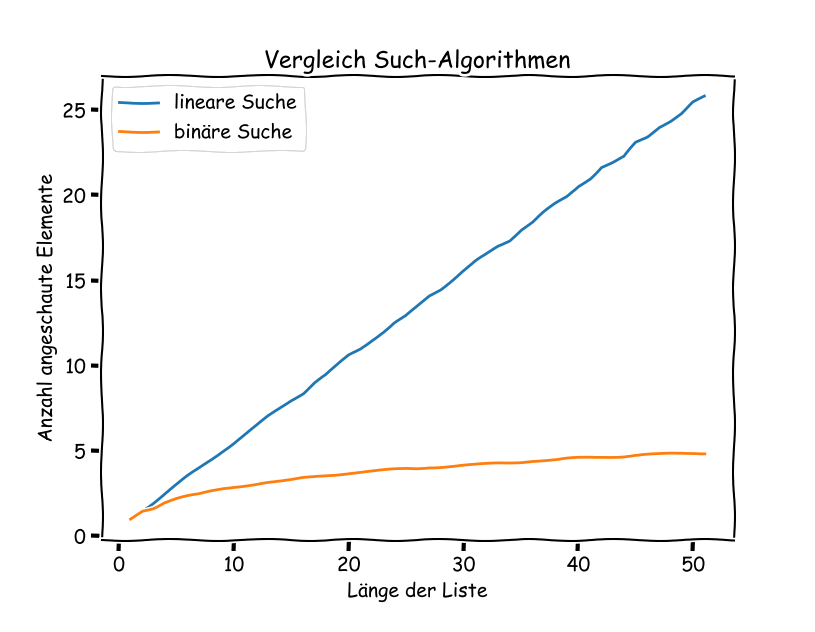 Vergleich Such-Algorithmen
lineare Suche
binäre Suche
Anzahl angeschaute Elemente
25
20
15
10
5
0
0 10 20 30 40 50
Länge der Liste